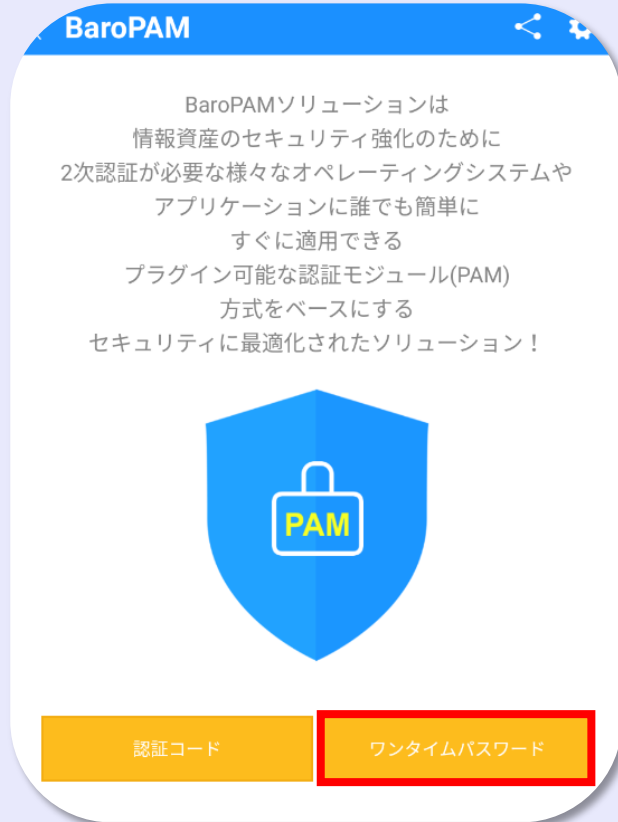 BaroPAM
BaroPAMソリューションは
情報資産のセキュリティ強化のために
2次認証が必要な様々なオペレーティングシステムや
アプリケーションに誰でも簡単に
すぐに適用できる
プラグイン可能な認証モジュール(PAM)
方式をベースにする
セキュリティに最適化されたソリューション！
PAM
認証コード
ワンタイムパスワード